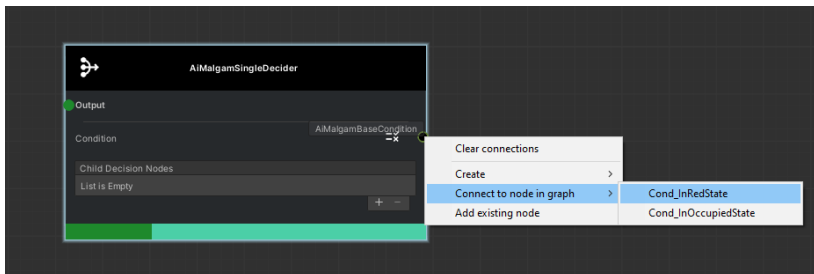 AiMalgamSingleDecider
Output
AiMalgamBaseCondition
Condition
Child Decision Nodes
List is Empty
+ −
Clear connections
Create >
Connect to node in graph >
Add existing node
Cond_InRedState
Cond_InOccupiedState